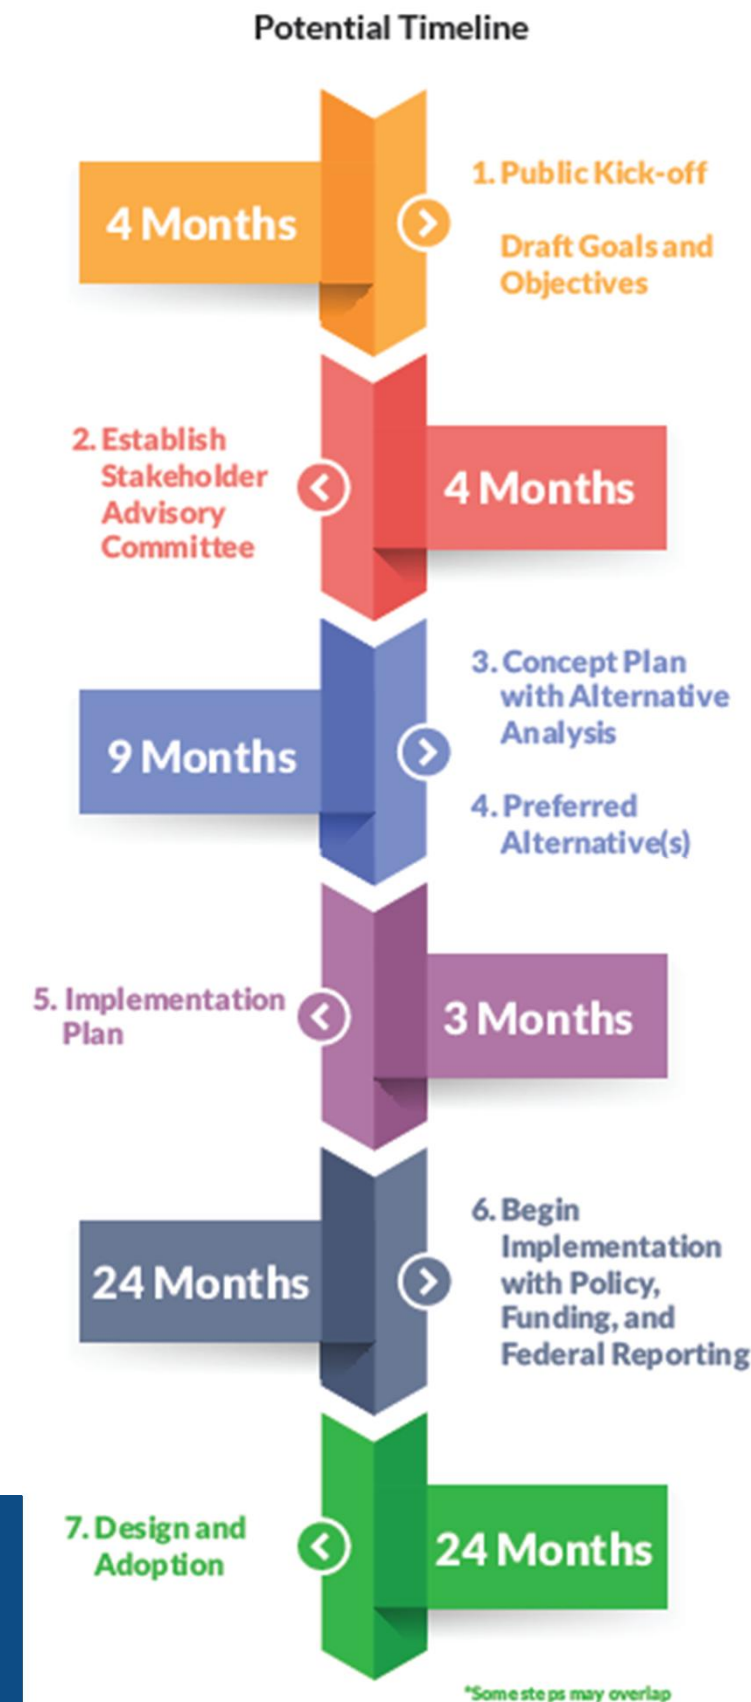 Potential Timeline
4 Months
1. Public Kick-off
Draft Goals and
Objectives
2. Establish
Stakeholder
Advisory
Committee
4 Months
9 Months
3. Concept Plan
with Alternative
Analysis
4. Preferred
Alternative(s)
5. Implementation
Plan
3 Months
24 Months
6. Begin
Implementation
with Policy,
Funding, and
Federal Reporting
7. Design and
Adoption
24 Months
*Some steps may overlap